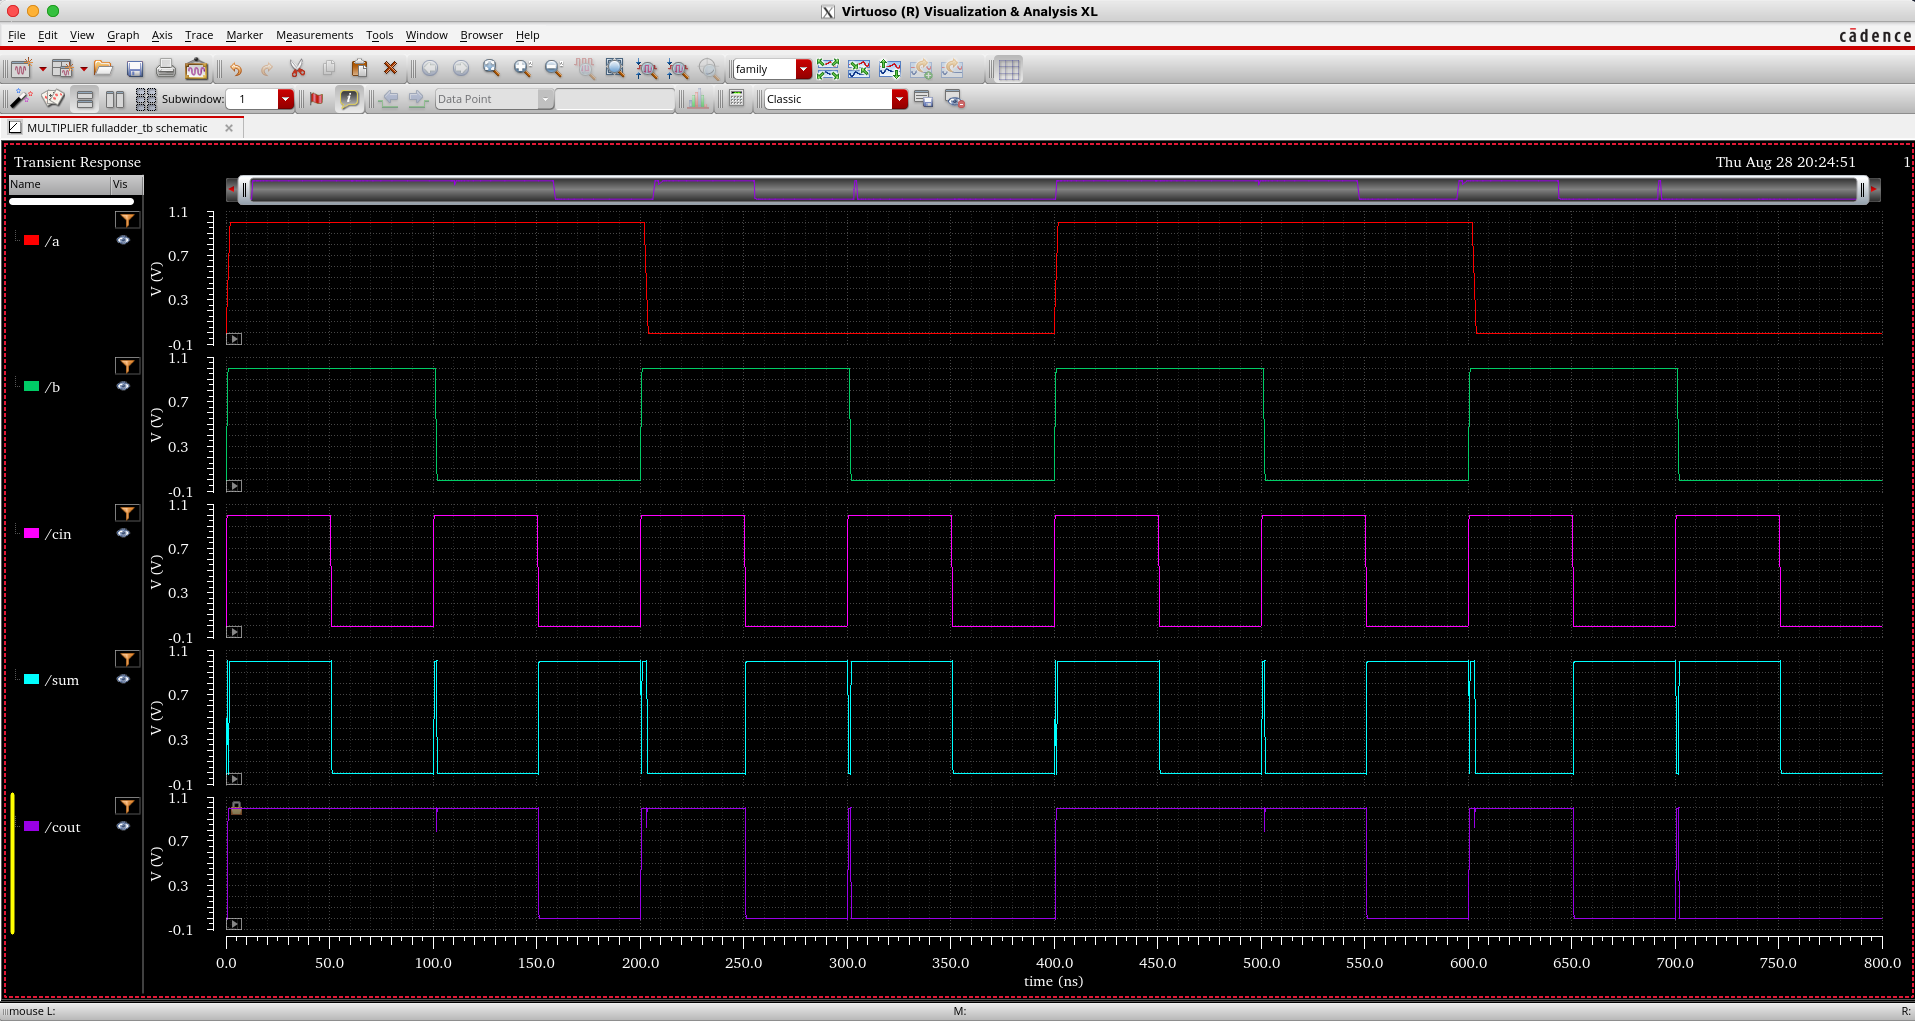 Virtuoso (R) Visualization & Analysis XL
File Edit View Graph Axis Trace Marker Measurements Tools Window Browser Help
cādence
family
Subwindow: 1 Data Point Classic
MULTIPLIER fulladder_tb schematic
Transient Response Thu Aug 28 20:24:51 1
Name Vis
/a
V (V)
1.1
0.7
0.3
-0.1
/b
V (V)
1.1
0.7
0.3
-0.1
/cin
V (V)
1.1
0.7
0.3
-0.1
/sum
V (V)
1.1
0.7
0.3
-0.1
/cout
V (V)
1.1
0.7
0.3
-0.1
0.0 50.0 100.0 150.0 200.0 250.0 300.0 350.0 400.0 450.0 500.0 550.0 600.0 650.0 700.0 750.0 800.0
time (ns)
mouse L: M: R: